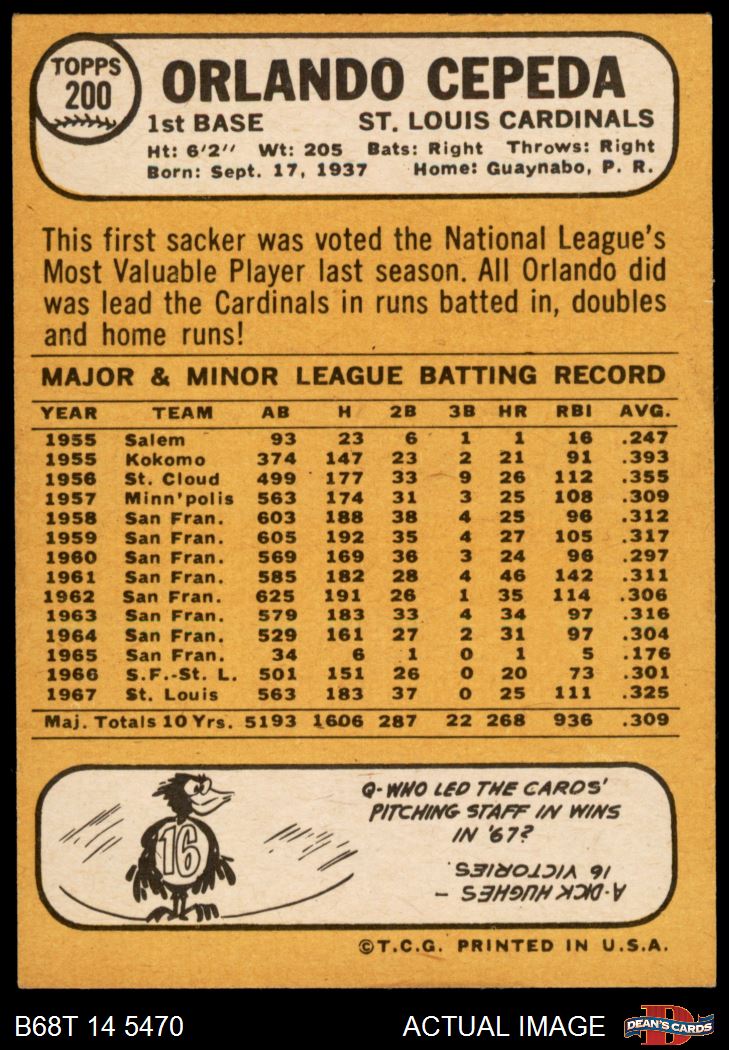 TOPPS
200
ORLANDO CEPEDA
1st BASE ST. LOUIS CARDINALS
Ht: 6'2" Wt: 205 Bats: Right Throws: Right
Born: Sept. 17, 1937 Home: Guaynabo, P. R.
This first sacker was voted the National League's
Most Valuable Player last season. All Orlando did
was lead the Cardinals in runs batted in, doubles
and home runs!
MAJOR & MINOR LEAGUE BATTING RECORD
YEAR TEAM AB H 2B 3B HR RBI AVG.
1955 Salem 93 23 6 1 1 16 .247
1955 Kokomo 374 147 23 2 21 91 .393
1956 St. Cloud 499 177 33 9 26 112 .355
1957 Minn'polis 563 174 31 3 25 108 .309
1958 San Fran. 603 188 38 4 25 96 .312
1959 San Fran. 605 192 35 4 27 105 .317
1960 San Fran. 569 169 36 3 24 96 .297
1961 San Fran. 585 182 28 4 46 142 .311
1962 San Fran. 625 191 26 1 35 114 .306
1963 San Fran. 579 183 33 4 34 97 .316
1964 San Fran. 529 161 27 2 31 97 .304
1965 San Fran. 34 6 1 0 1 5 .176
1966 S.F.-St. L. 501 151 26 0 20 73 .301
1967 St. Louis 563 183 37 0 25 111 .325
Maj. Totals 10 Yrs. 5193 1606 287 22 268 936 .309
16
Q-WHO LED THE CARDS'
PITCHING STAFF IN WINS
IN '67?
A-DICK HUGHES -
16 VICTORIES.
©T.C.G. PRINTED IN U.S.A.
B68T 14 5470 ACTUAL IMAGE
D
DEAN'S CARDS